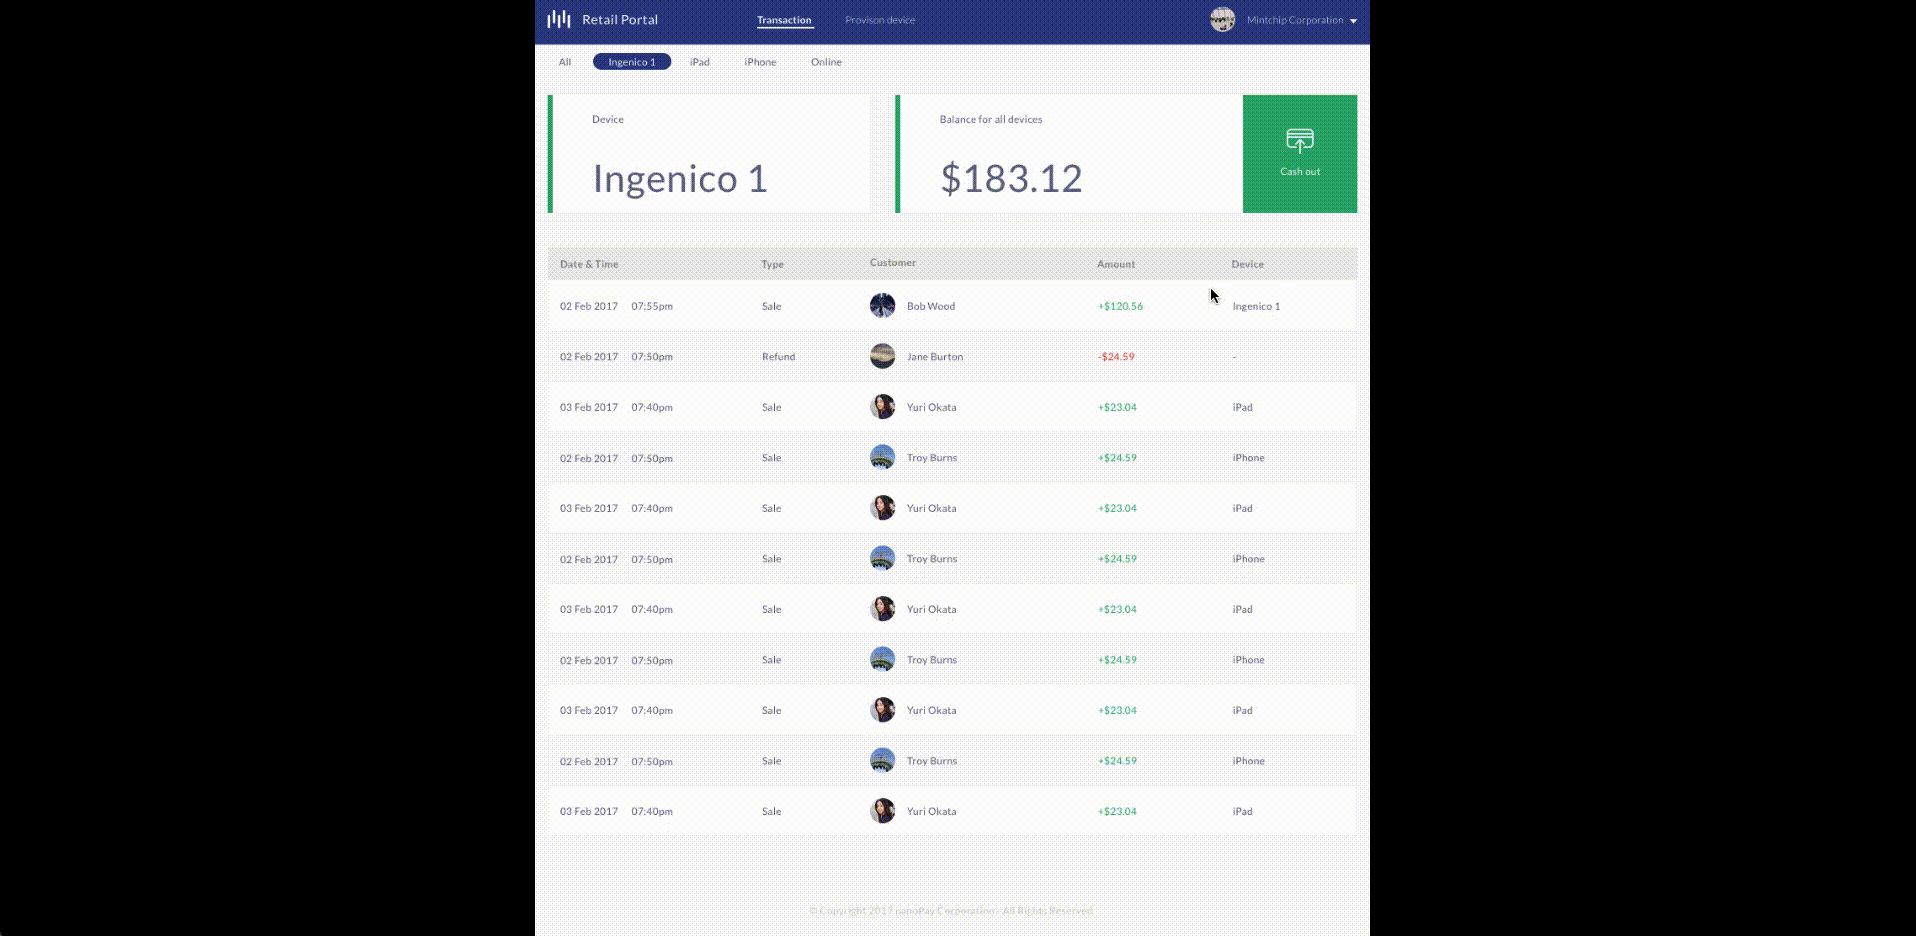 Retail Portal Transaction Provison device Mintchip Corporation
All Ingenico 1 iPad iPhone Online
Device Balance for all devices
Ingenico 1 $183.12 Cash out
Date & Time Type Customer Amount Device
02 Feb 2017 07:55pm Sale Bob Wood +$120.56 Ingenico 1
02 Feb 2017 07:50pm Refund Jane Burton -$24.59 -
03 Feb 2017 07:40pm Sale Yuri Okata +$23.04 iPad
02 Feb 2017 07:50pm Sale Troy Burns +$24.59 iPhone
03 Feb 2017 07:40pm Sale Yuri Okata +$23.04 iPad
02 Feb 2017 07:50pm Sale Troy Burns +$24.59 iPhone
03 Feb 2017 07:40pm Sale Yuri Okata +$23.04 iPad
02 Feb 2017 07:50pm Sale Troy Burns +$24.59 iPhone
03 Feb 2017 07:40pm Sale Yuri Okata +$23.04 iPad
02 Feb 2017 07:50pm Sale Troy Burns +$24.59 iPhone
03 Feb 2017 07:40pm Sale Yuri Okata +$23.04 iPad
© Copyright 2017 nanoPay Corporation - All Rights Reserved